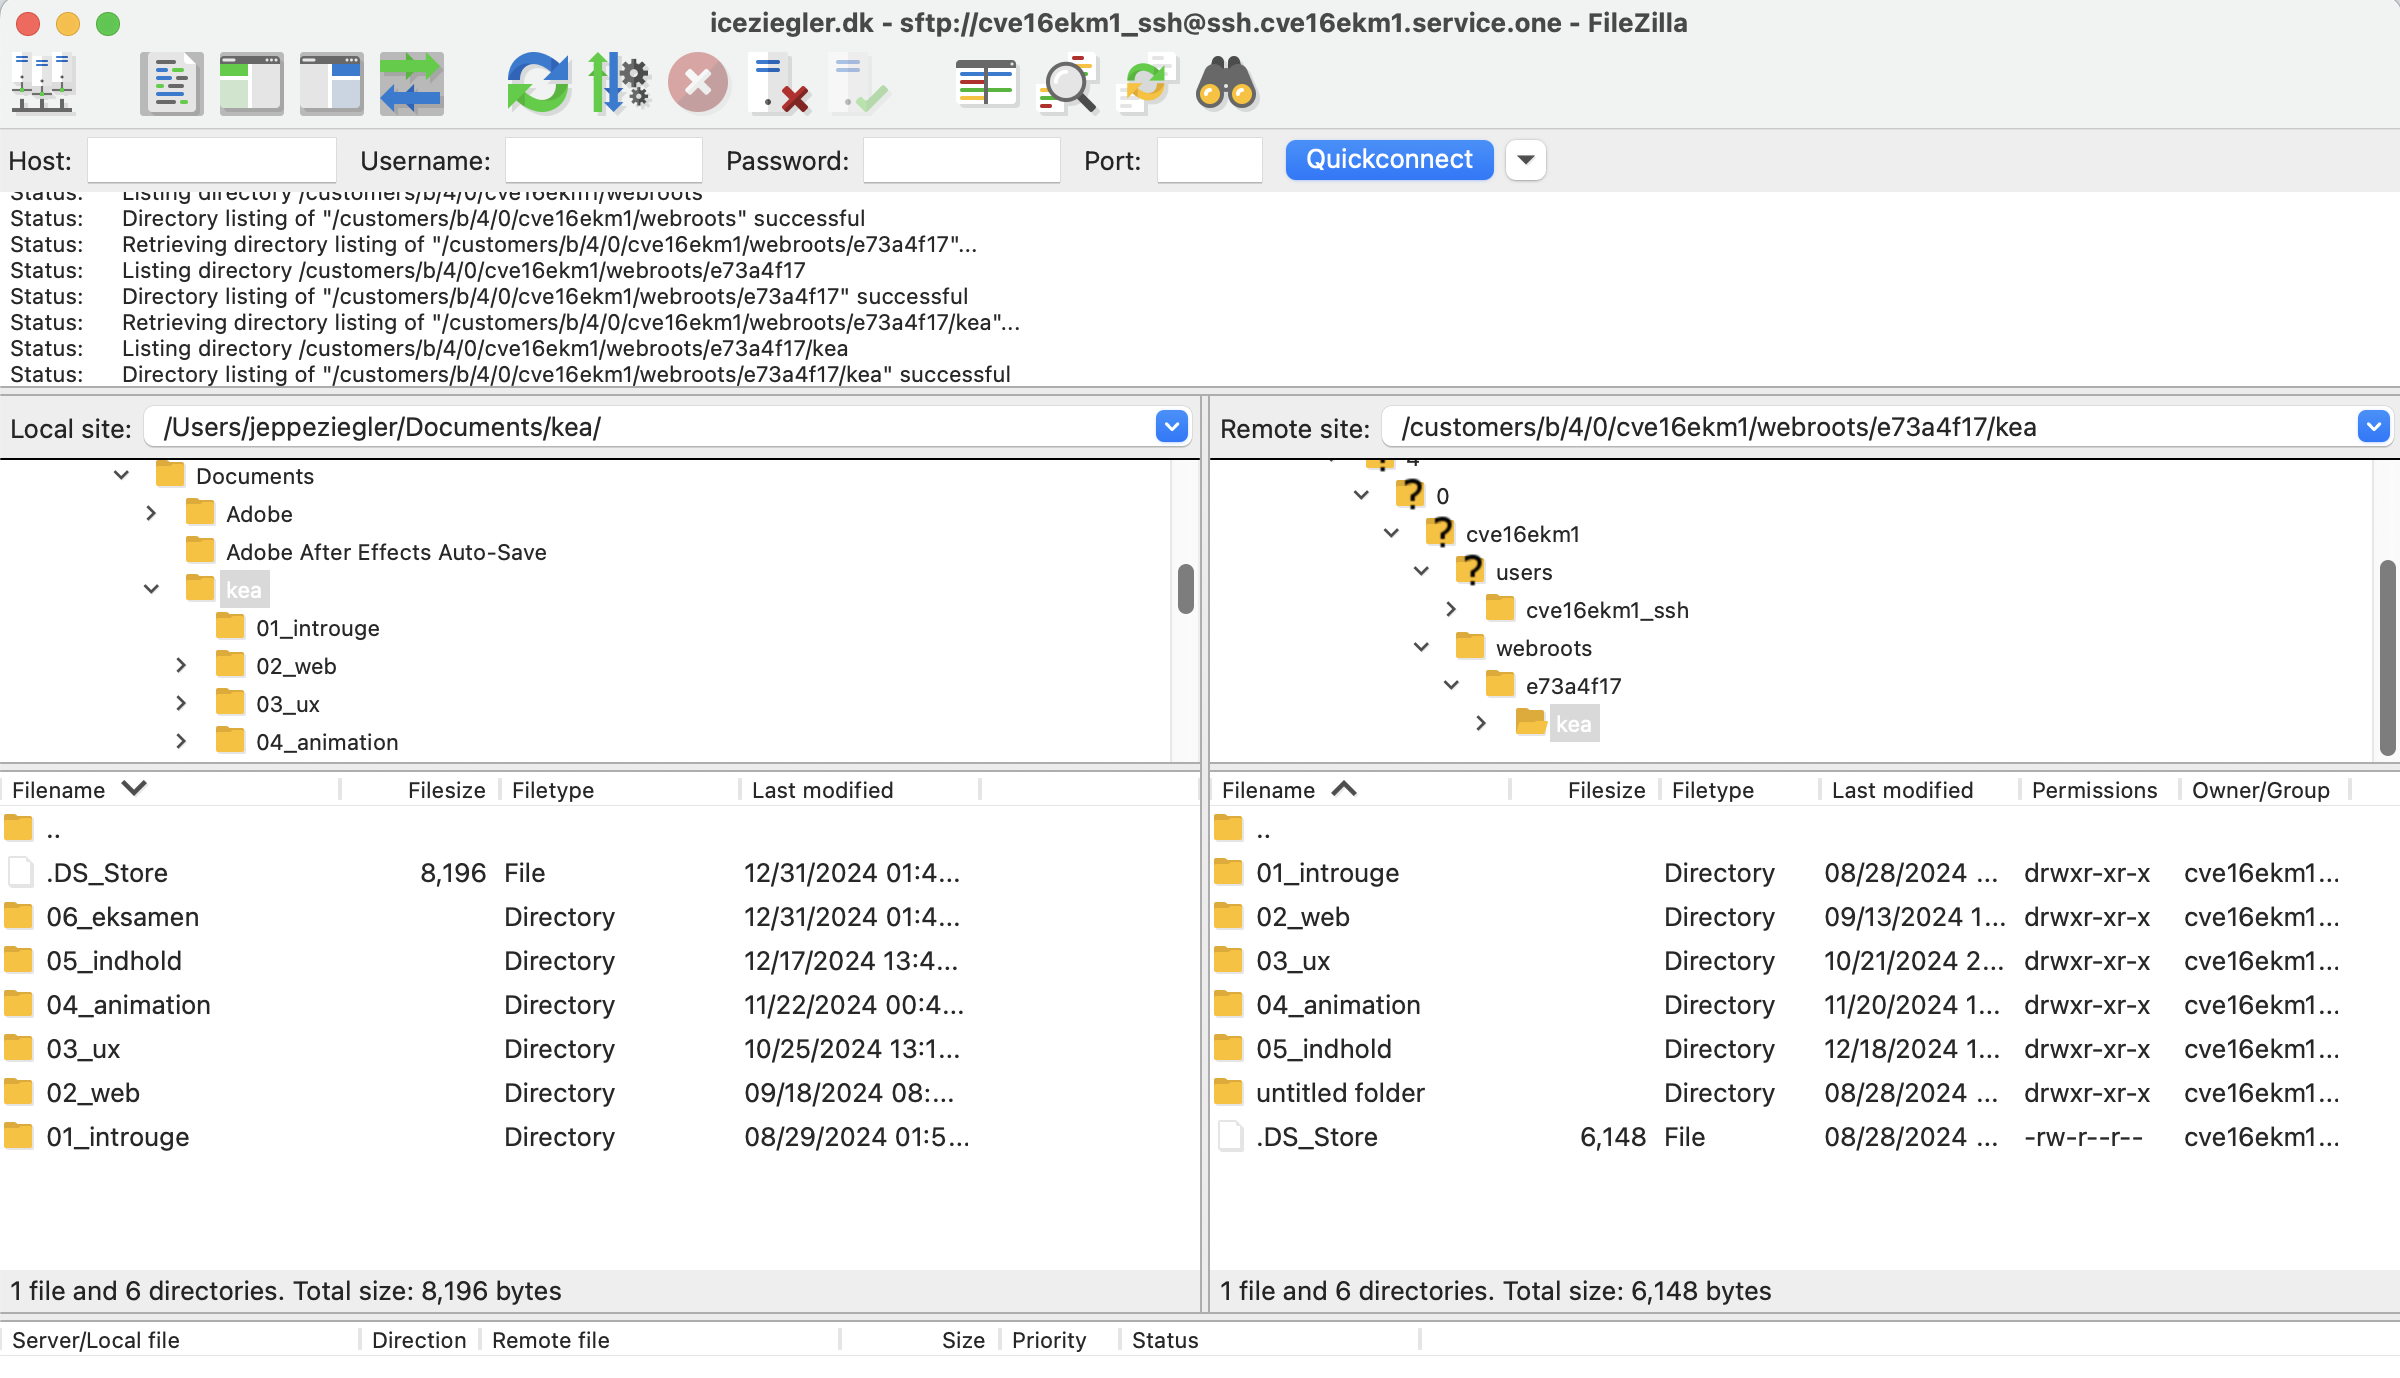 iceziegler.dk - sftp://cve16ekm1_ssh@ssh.cve16ekm1.service.one - FileZilla
Host: Username: Password: Port: Quickconnect
Status: Listing directory /customers/b/4/0/cve16ekm1/webroots
Status: Directory listing of "/customers/b/4/0/cve16ekm1/webroots" successful
Status: Retrieving directory listing of "/customers/b/4/0/cve16ekm1/webroots/e73a4f17"...
Status: Listing directory /customers/b/4/0/cve16ekm1/webroots/e73a4f17
Status: Directory listing of "/customers/b/4/0/cve16ekm1/webroots/e73a4f17" successful
Status: Retrieving directory listing of "/customers/b/4/0/cve16ekm1/webroots/e73a4f17/kea"...
Status: Listing directory /customers/b/4/0/cve16ekm1/webroots/e73a4f17/kea
Status: Directory listing of "/customers/b/4/0/cve16ekm1/webroots/e73a4f17/kea" successful
Local site: /Users/jeppeziegler/Documents/kea/
Documents
Adobe
Adobe After Effects Auto-Save
kea
01_introuge
02_web
03_ux
04_animation
Filename Filesize Filetype Last modified
..
.DS_Store 8,196 File 12/31/2024 01:4...
06_eksamen Directory 12/31/2024 01:4...
05_indhold Directory 12/17/2024 13:4...
04_animation Directory 11/22/2024 00:4...
03_ux Directory 10/25/2024 13:1...
02_web Directory 09/18/2024 08:...
01_introuge Directory 08/29/2024 01:5...
1 file and 6 directories. Total size: 8,196 bytes
Remote site: /customers/b/4/0/cve16ekm1/webroots/e73a4f17/kea
4
0
cve16ekm1
users
cve16ekm1_ssh
webroots
e73a4f17
kea
Filename Filesize Filetype Last modified Permissions Owner/Group
..
01_introuge Directory 08/28/2024 ... drwxr-xr-x cve16ekm1...
02_web Directory 09/13/2024 1... drwxr-xr-x cve16ekm1...
03_ux Directory 10/21/2024 2... drwxr-xr-x cve16ekm1...
04_animation Directory 11/20/2024 1... drwxr-xr-x cve16ekm1...
05_indhold Directory 12/18/2024 1... drwxr-xr-x cve16ekm1...
untitled folder Directory 08/28/2024 ... drwxr-xr-x cve16ekm1...
.DS_Store 6,148 File 08/28/2024 ... -rw-r--r-- cve16ekm1...
1 file and 6 directories. Total size: 6,148 bytes
Server/Local file Direction Remote file Size Priority Status